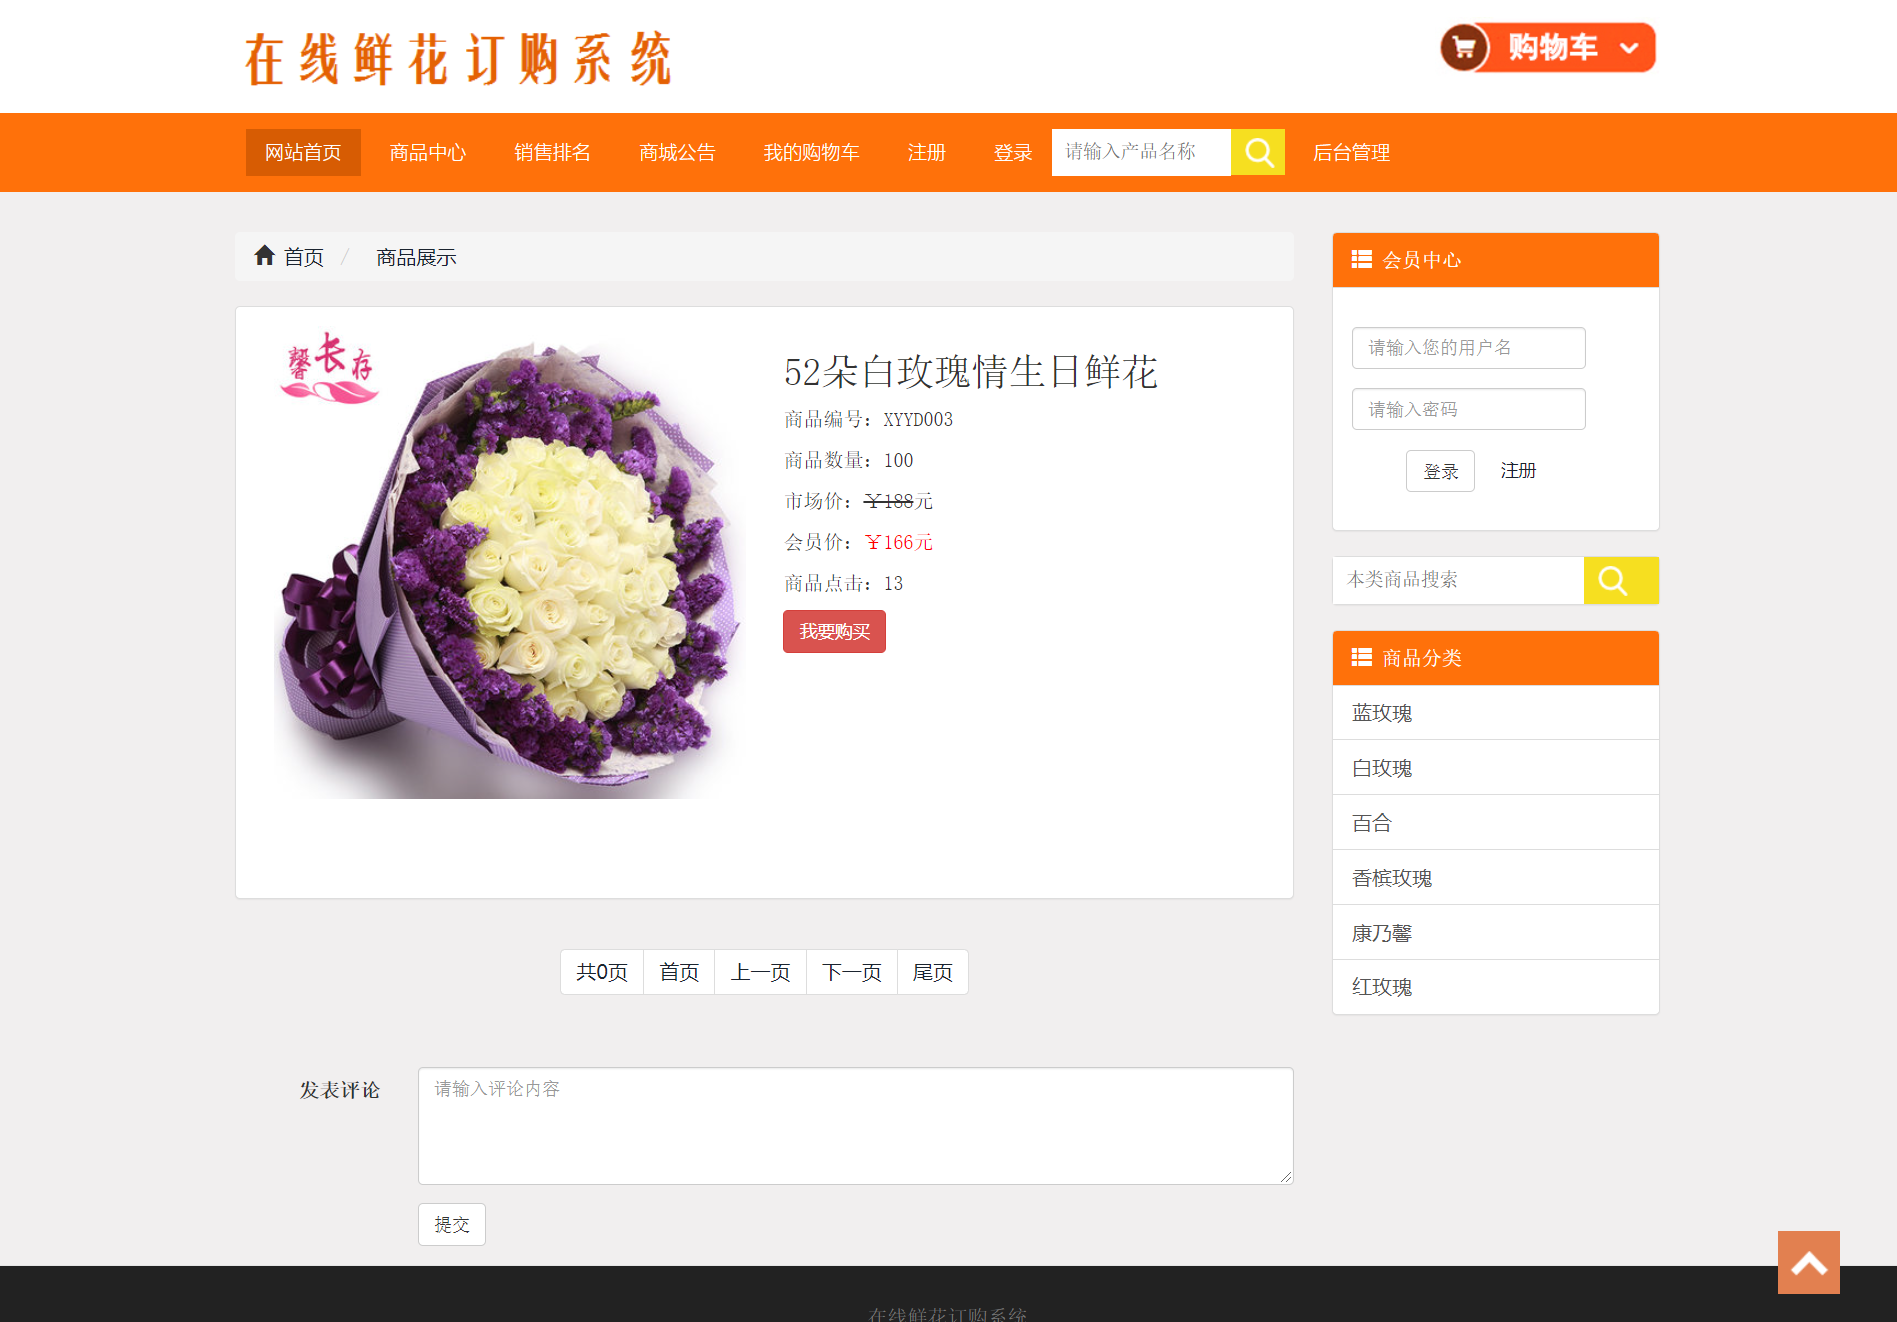 在线鲜花订购系统
购物车
网站首页 商品中心 销售排名 商城公告 我的购物车 注册 登录 请输入产品名称 后台管理
首页 / 商品展示
馨长存
52朵白玫瑰情生日鲜花
商品编号：XYYD003
商品数量：100
市场价：￥188元
会员价：￥166元
商品点击：13
我要购买
共0页 首页 上一页 下一页 尾页
发表评论
请输入评论内容
提交
会员中心
请输入您的用户名
请输入密码
登录 注册
本类商品搜索
商品分类
蓝玫瑰
白玫瑰
百合
香槟玫瑰
康乃馨
红玫瑰
在线鲜花订购系统